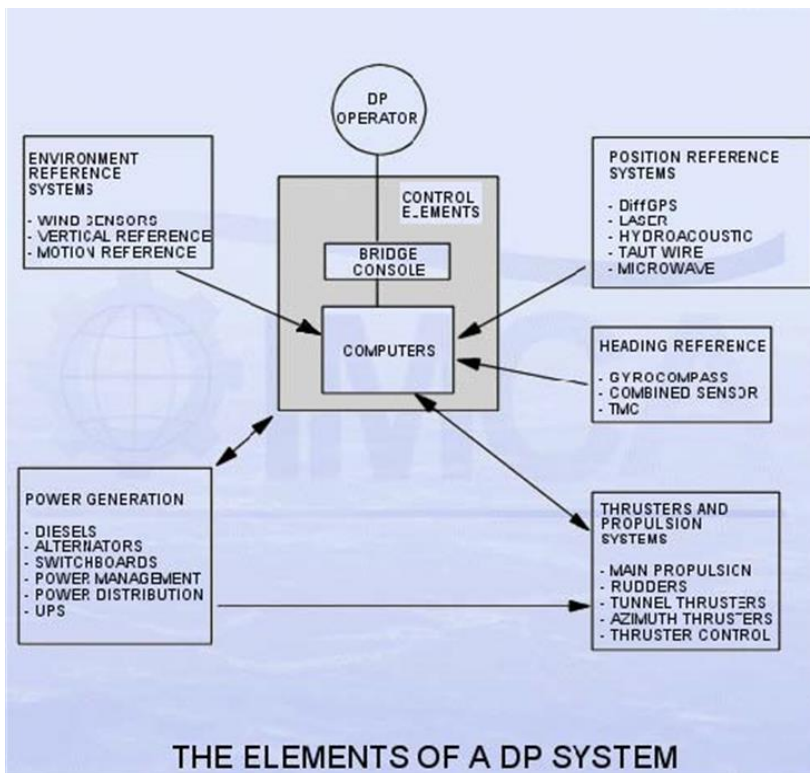 DP
OPERATOR
ENVIRONMENT
REFERENCE
SYSTEMS
- WIND SENSORS
- VERTICAL REFERENCE
- MOTION REFERENCE
CONTROL
ELEMENTS
BRIDGE
CONSOLE
COMPUTERS
POSITION REFERENCE
SYSTEMS
- DiffGPS
- LASER
- HYDROACOUSTIC
- TAUT WIRE
- MICROWAVE
HEADING REFERENCE
- GYROCOMPASS
- COMBINED SENSOR
- TMC
IMCA
POWER GENERATION
- DIESELS
- ALTERNATORS
- SWITCHBOARDS
- POWER MANAGEMENT
- POWER DISTRIBUTION
- UPS
THRUSTERS AND
PROPULSION
SYSTEMS
- MAIN PROPULSION
- RUDDERS
- TUNNEL THRUSTERS
- AZIMUTH THRUSTERS
- THRUSTER CONTROL
THE ELEMENTS OF A DP SYSTEM